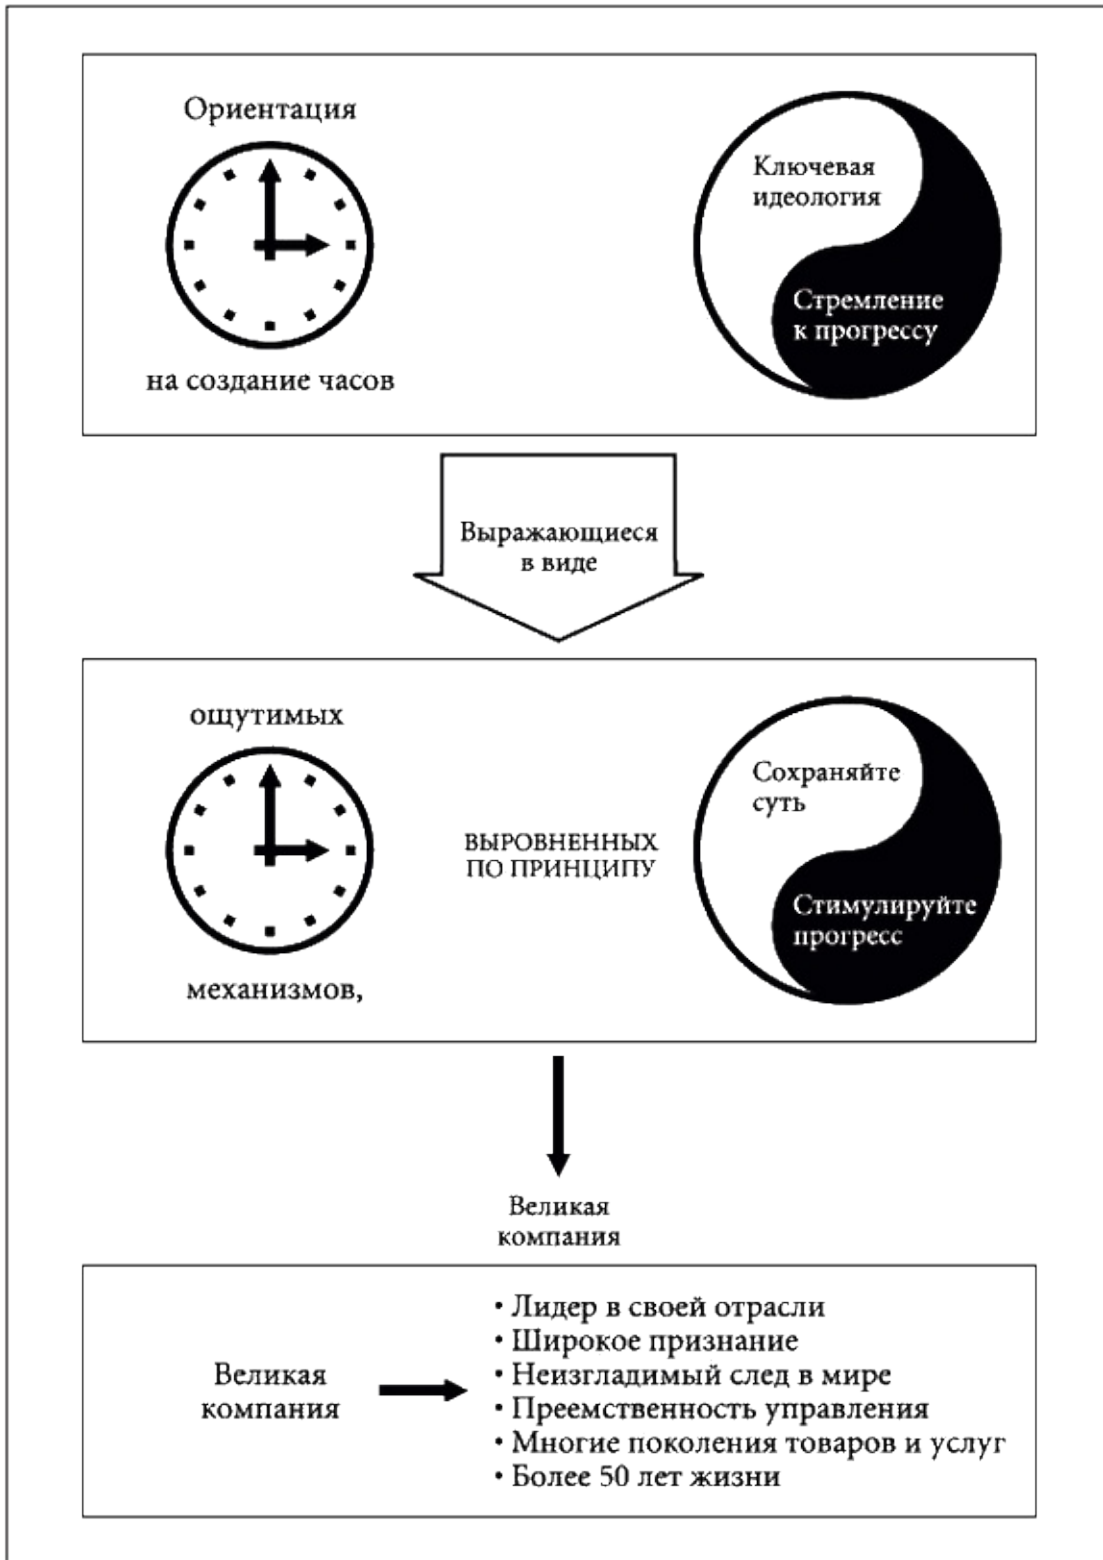 Ориентация
на создание часов
Ключевая
идеология
Стремление
к прогрессу
Выражающиеся
в виде
ощутимых
механизмов,
ВЫРОВНЕННЫХ
ПО ПРИНЦИПУ
Сохраняйте
суть
Стимулируйте
прогресс
Великая
компания
Великая
компания
• Лидер в своей отрасли
• Широкое признание
• Неизгладимый след в мире
• Преемственность управления
• Многие поколения товаров и услуг
• Более 50 лет жизни